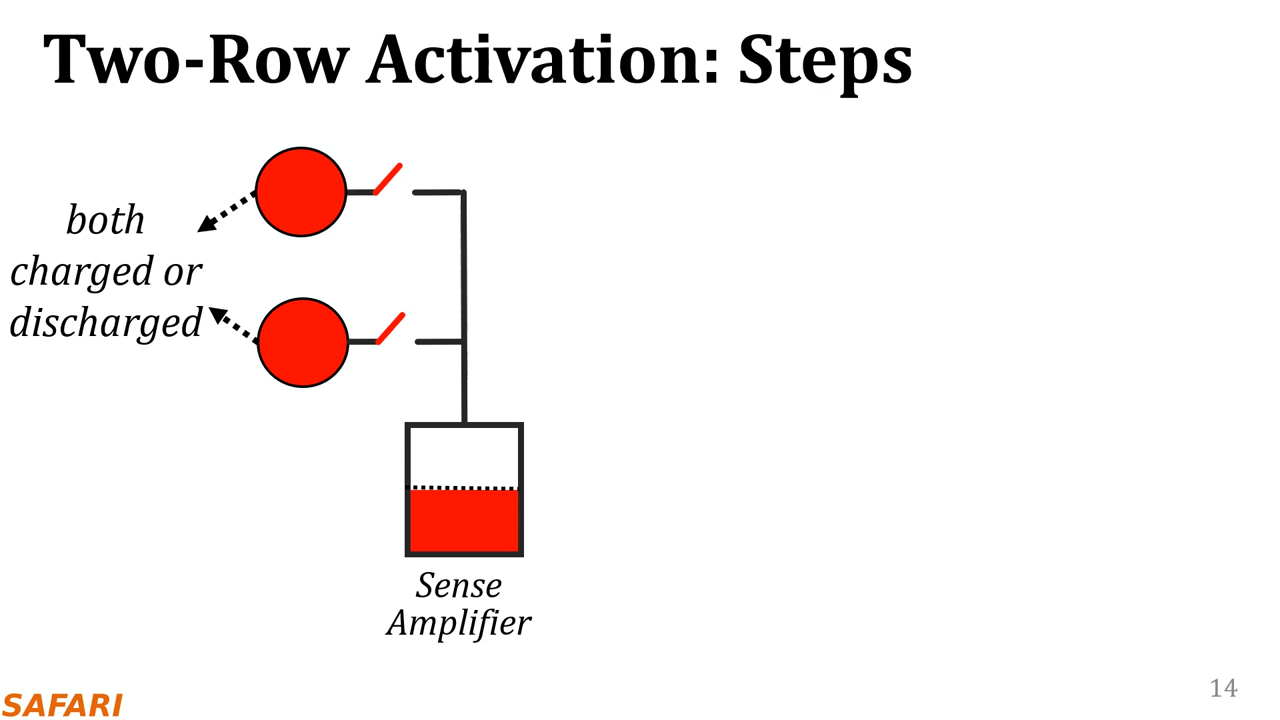 Two-Row Activation: Steps
both
charged or
discharged
Sense
Amplifier
SAFARI
14